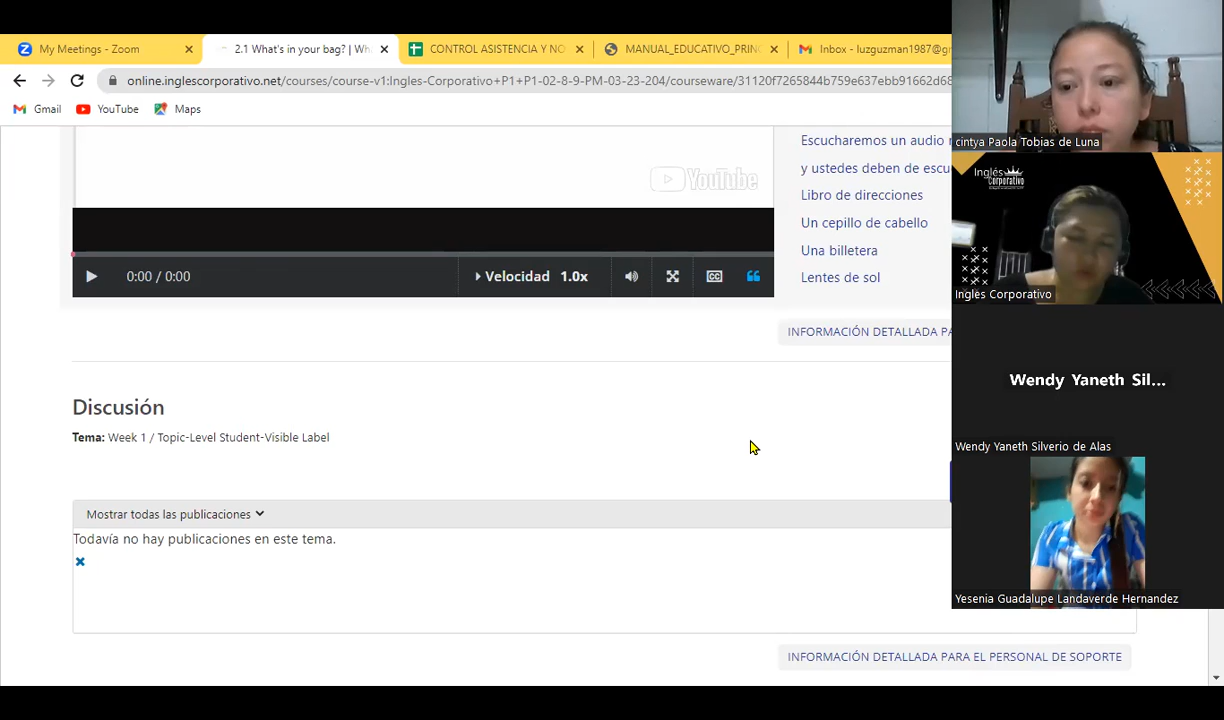 My Meetings - Zoom
2.1 What's in your bag? | Wh
CONTROL ASISTENCIA Y NO
MANUAL_EDUCATIVO_PRIN
Inbox - luzguzman1987@g
online.inglescorporativo.net/courses/course-v1:Ingles-Corporativo+P1+P1-02-8-9-PM-03-23-204/courseware/31120f7265844b759e637ebb91662d68
Gmail
YouTube
Maps
Escucharemos un audio
y ustedes deben de escu
Libro de direcciones
Un cepillo de cabello
Una billetera
Lentes de sol
YouTube
0:00 / 0:00
Velocidad 1.0x
INFORMACIÓN DETALLADA PA
Discusión
Tema: Week 1 / Topic-Level Student-Visible Label
Mostrar todas las publicaciones
Todavía no hay publicaciones en este tema.
INFORMACIÓN DETALLADA PARA EL PERSONAL DE SOPORTE
cintya Paola Tobias de Luna
Inglés
Corporativo
Ingles Corporativo
Wendy Yaneth Sil...
Wendy Yaneth Silverio de Alas
Yesenia Guadalupe Landaverde Hernandez